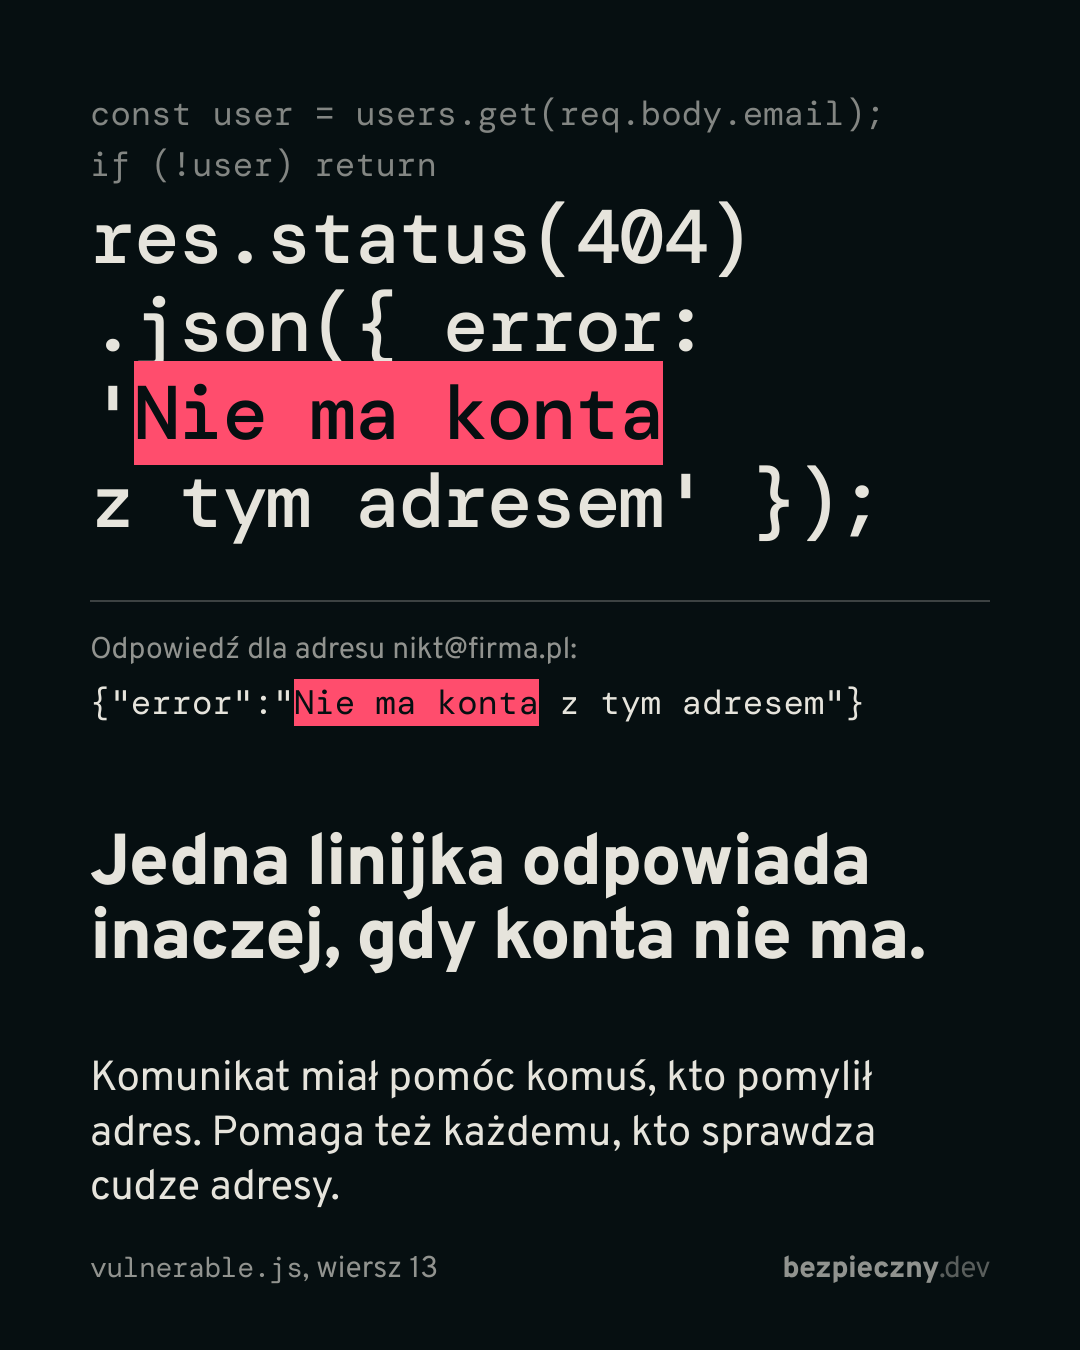 const user = users.get(req.body.email);
if (!user) return
res.status(404)
.json({ error:
'Nie ma konta
z tym adresem' });
Odpowiedź dla adresu nikt@firma.pl:
{"error":"Nie ma konta z tym adresem"}
Jedna linijka odpowiada
inaczej, gdy konta nie ma.
Komunikat miał pomóc komuś, kto pomylił
adres. Pomaga też każdemu, kto sprawdza
cudze adresy.
vulnerable.js, wiersz 13
bezpieczny.dev